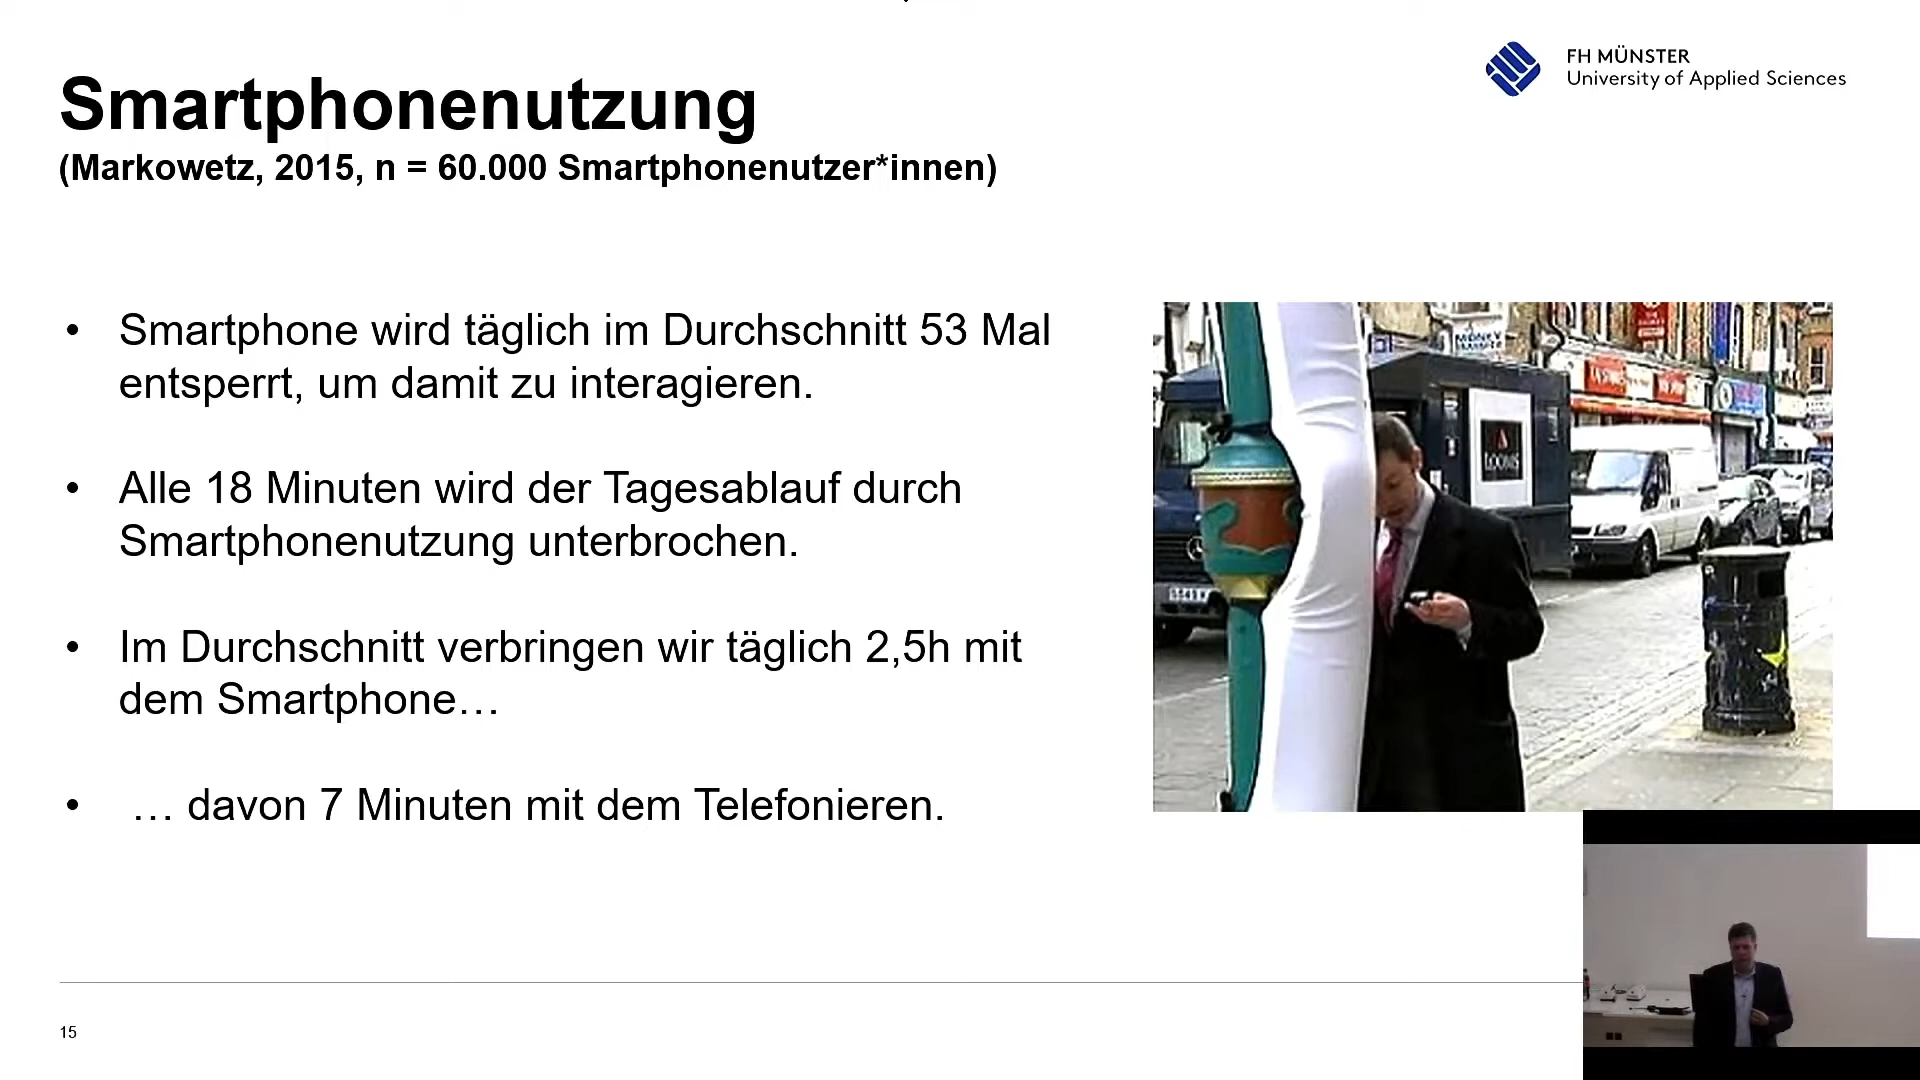 FH MÜNSTER
University of Applied Sciences
Smartphonenutzung
(Markowetz, 2015, n = 60.000 Smartphonenutzer*innen)
• Smartphone wird täglich im Durchschnitt 53 Mal
entsperrt, um damit zu interagieren.
• Alle 18 Minuten wird der Tagesablauf durch
Smartphonenutzung unterbrochen.
• Im Durchschnitt verbringen wir täglich 2,5h mit
dem Smartphone…
• … davon 7 Minuten mit dem Telefonieren.
LOOMIS
15